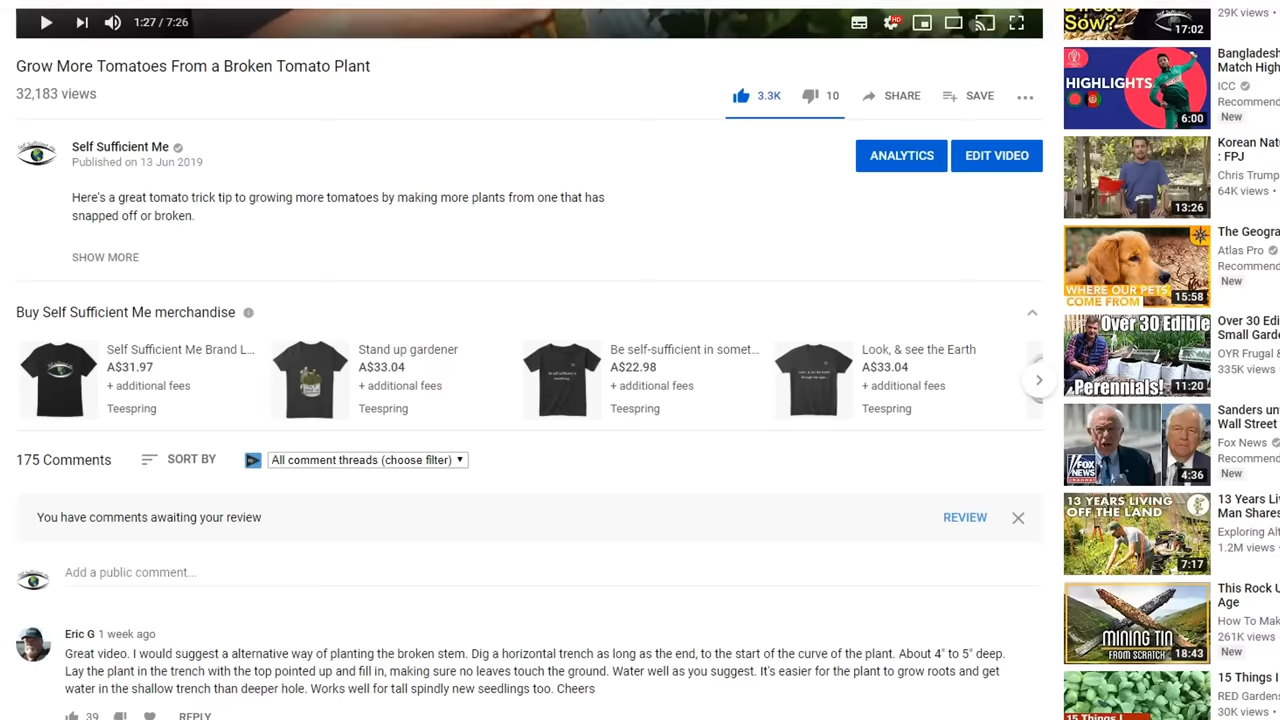 1:27 / 7:26
HD
Grow More Tomatoes From a Broken Tomato Plant
32,183 views
3.3K
10
SHARE
SAVE
Self Sufficient Me
Published on 13 Jun 2019
ANALYTICS
EDIT VIDEO
Here's a great tomato trick tip to growing more tomatoes by making more plants from one that has
snapped off or broken.
SHOW MORE
Buy Self Sufficient Me merchandise
Self Sufficient Me Brand L...
A$31.97
+ additional fees
Teespring
Stand up gardener
A$33.04
+ additional fees
Teespring
Be self-sufficient in somet...
A$22.98
+ additional fees
Teespring
Look, & see the Earth
A$33.04
+ additional fees
Teespring
175 Comments
SORT BY
All comment threads (choose filter)
You have comments awaiting your review
REVIEW
Add a public comment...
Eric G 1 week ago
Great video. I would suggest a alternative way of planting the broken stem. Dig a horizontal trench as long as the end, to the start of the curve of the plant. About 4" to 5" deep.
Lay the plant in the trench with the top pointed up and fill in, making sure no leaves touch the ground. Water well as you suggest. It's easier for the plant to grow roots and get
water in the shallow trench than deeper hole. Works well for tall spindly new seedlings too. Cheers
39
REPLY
Sow?
17:02
29K views
HIGHLIGHTS
6:00
Bangladesh
Match High
ICC
Recommend
New
13:26
Korean Natu
: FPJ
Chris Trump
64K views
WHERE OUR PETS
COME FROM
15:58
The Geogra
Atlas Pro
Recommend
New
Over 30 Edible
Perennials!
11:20
Over 30 Edi
Small Garde
OYR Frugal &
335K views
FOX
NEWS
4:36
Sanders un
Wall Street
Fox News
Recommend
New
13 YEARS LIVING
OFF THE LAND
7:17
13 Years Liv
Man Shares
Exploring Alt
1.2M views
MINING TIN
FROM SCRATCH
18:43
This Rock U
Age
How To Mak
261K views
New
15 Things I
15 Things I
RED Gardens
30K views